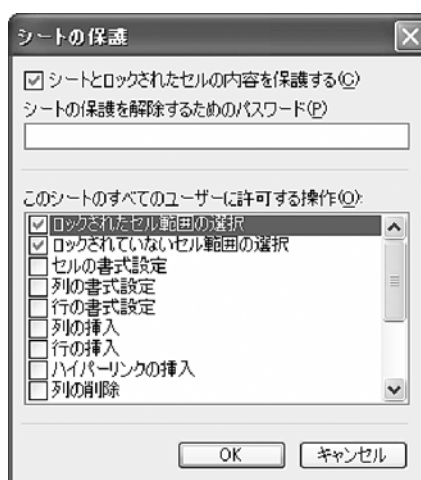 シートの保護
シートとロックされたセルの内容を保護する(C)
シートの保護を解除するためのパスワード(P)
このシートのすべてのユーザーに許可する操作(O):
ロックされたセル範囲の選択
ロックされていないセル範囲の選択
セルの書式設定
列の書式設定
行の書式設定
列の挿入
行の挿入
ハイパーリンクの挿入
列の削除
OK
キャンセル